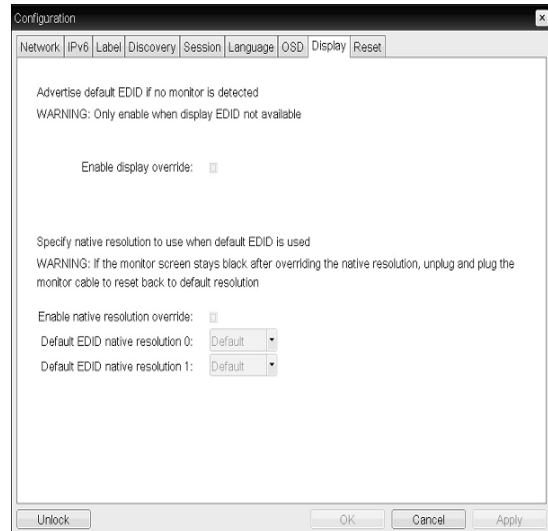 Configuration
Network IPv6 Label Discovery Session Language OSD Display Reset
Advertise default EDID if no monitor is detected
WARNING: Only enable when display EDID not available
Enable display override:
Specify native resolution to use when default EDID is used
WARNING: If the monitor screen stays black after overriding the native resolution, unplug and plug the
monitor cable to reset back to default resolution
Enable native resolution override:
Default EDID native resolution 0: Default
Default EDID native resolution 1: Default
Unlock OK Cancel Apply